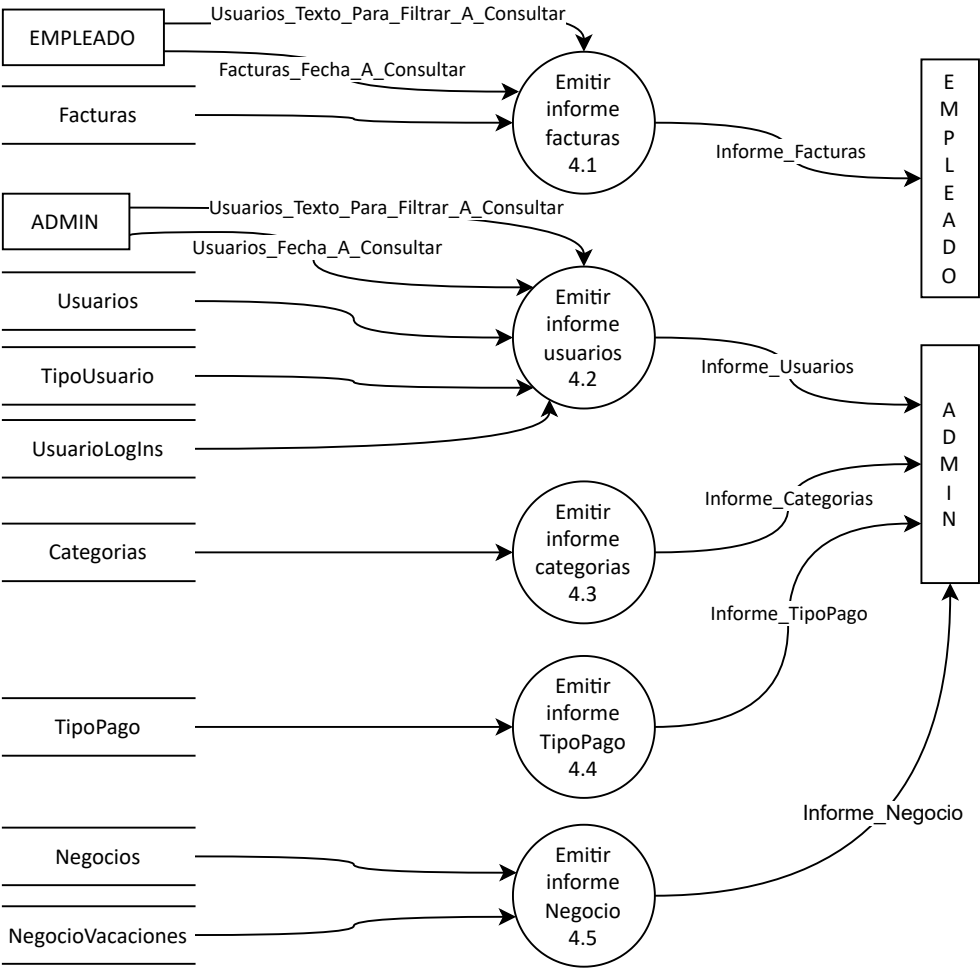 Usuarios_Texto_Para_Filtrar_A_Consultar
EMPLEADO
Facturas_Fecha_A_Consultar
Facturas
Emitir
informe
facturas
4.1
Informe_Facturas
E
M
P
L
E
A
D
O
ADMIN
Usuarios_Texto_Para_Filtrar_A_Consultar
Usuarios_Fecha_A_Consultar
Usuarios
TipoUsuario
UsuarioLogIns
Emitir
informe
usuarios
4.2
Informe_Usuarios
A
D
M
I
N
Categorias
Emitir
informe
categorias
4.3
Informe_Categorias
Informe_TipoPago
TipoPago
Emitir
informe
TipoPago
4.4
Informe_Negocio
Negocios
NegocioVacaciones
Emitir
informe
Negocio
4.5